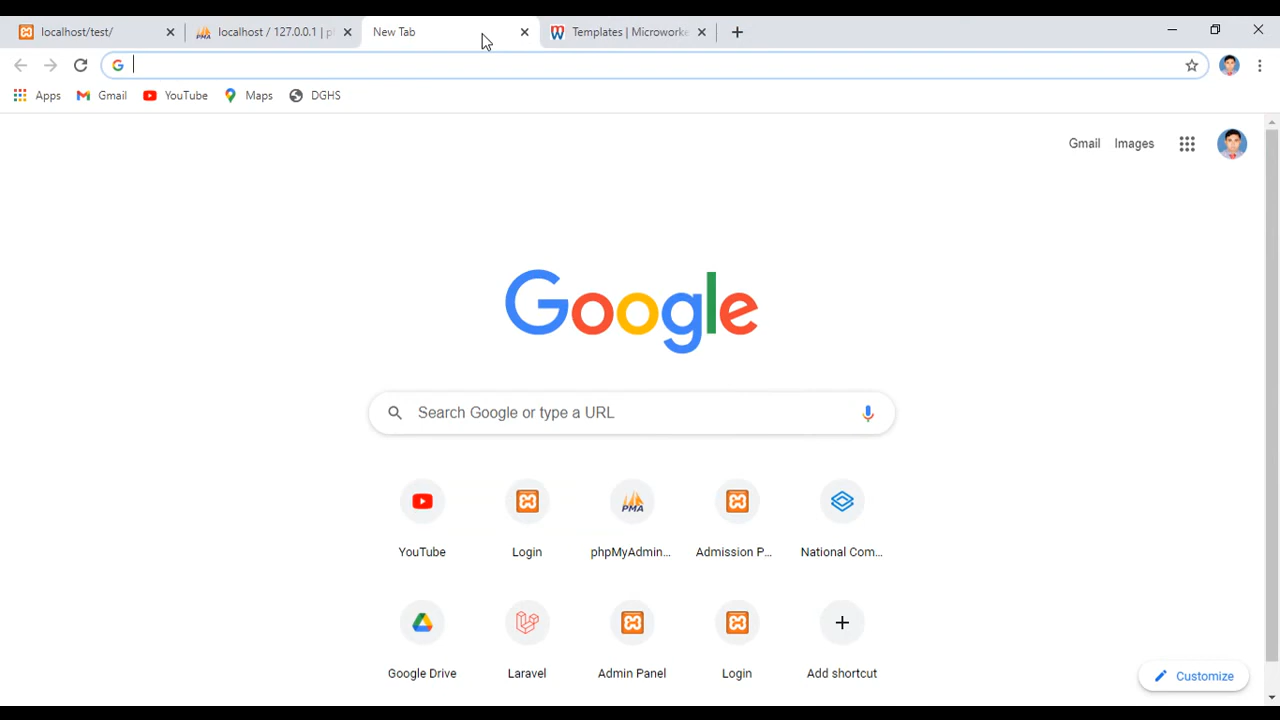 localhost/test/
localhost / 127.0.0.1 | p
New Tab
Templates | Microworke
Apps
Gmail
YouTube
Maps
DGHS
Gmail
Images
Google
Search Google or type a URL
PMA
YouTube
Login
phpMyAdmin...
Admission P...
National Com...
Google Drive
Laravel
Admin Panel
Login
Add shortcut
Customize